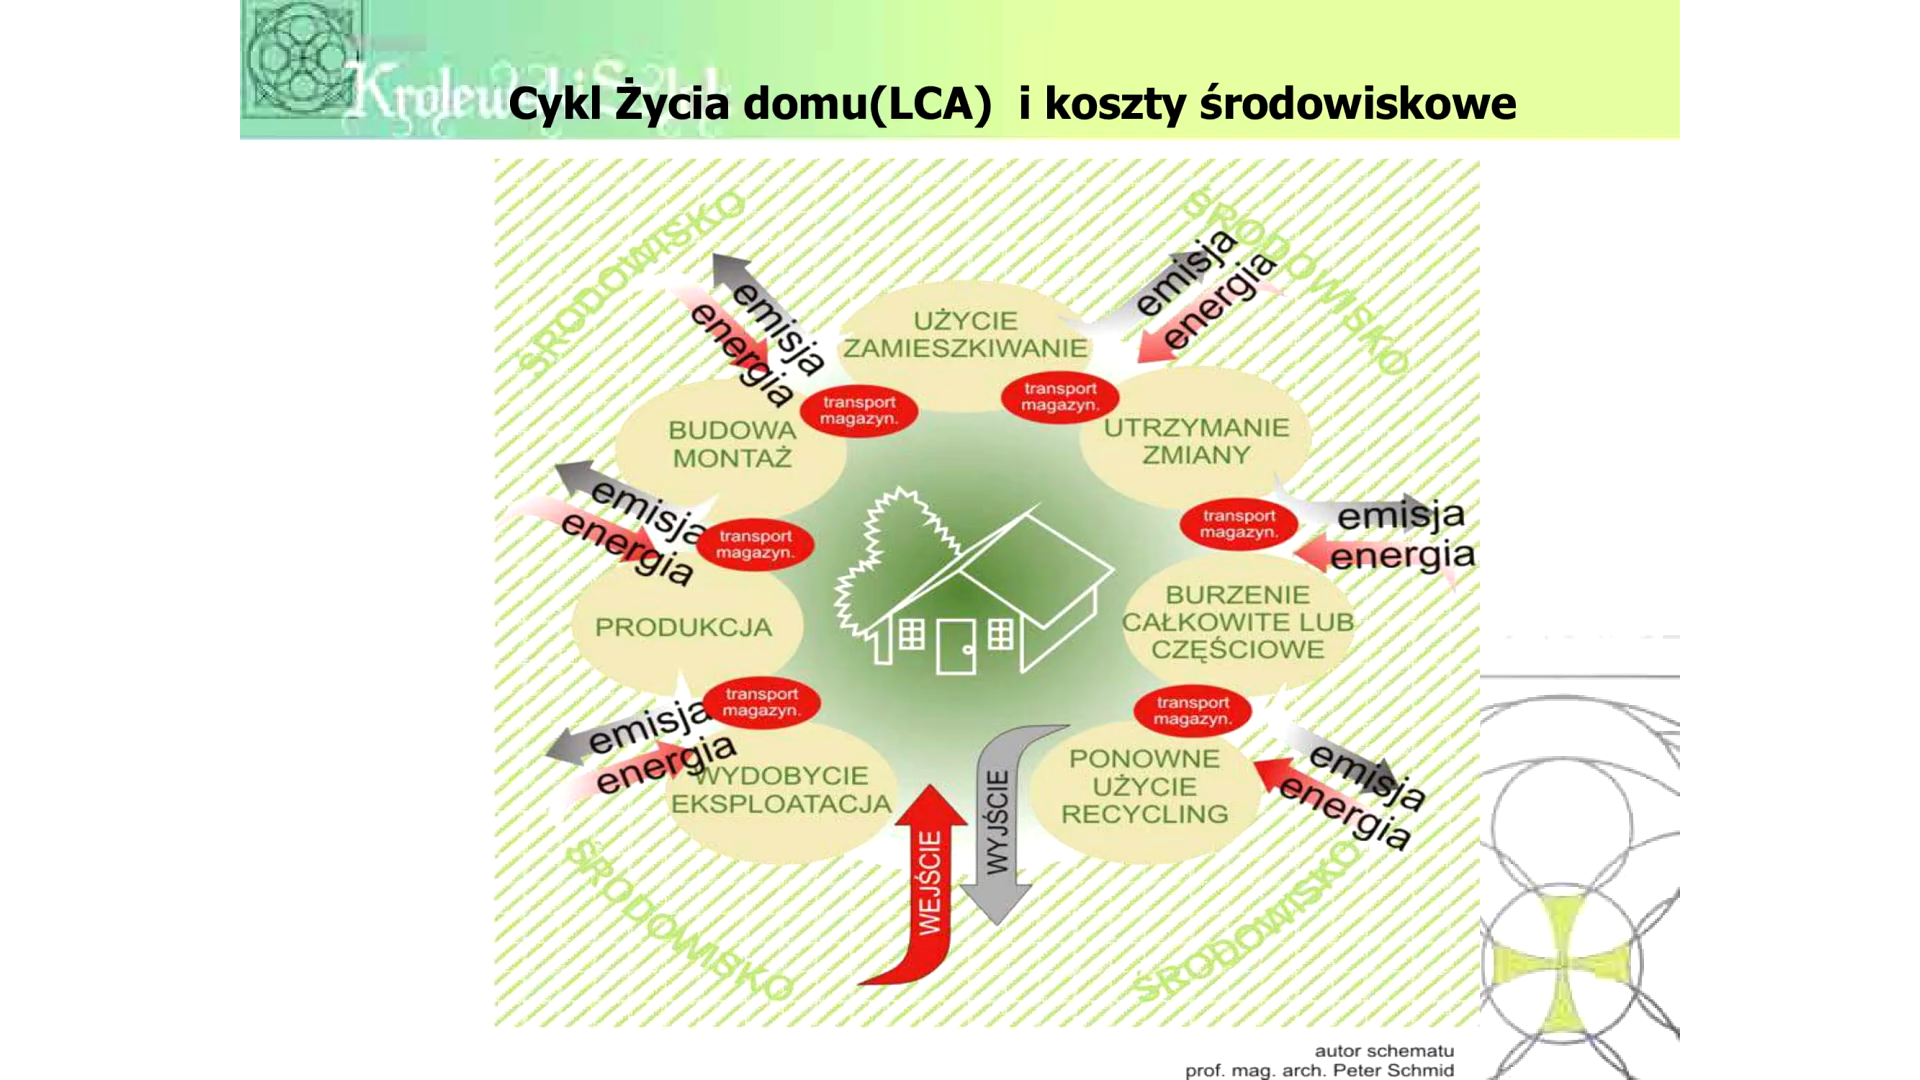 Cykl Życia domu(LCA) i koszty środowiskowe
ŚRODOWISKO
ŚRODOWISKO
emisja
energia
emisja
energia
UŻYCIE
ZAMIESZKIWANIE
transport
magazyn.
transport
magazyn.
BUDOWA
MONTAŻ
UTRZYMANIE
ZMIANY
emisja
energia
transport
magazyn.
transport
magazyn.
emisja
energia
PRODUKCJA
BURZENIE
CAŁKOWITE LUB
CZĘŚCIOWE
emisja
energia
transport
magazyn.
transport
magazyn.
emisja
energia
WYDOBYCIE
EKSPLOATACJA
PONOWNE
UŻYCIE
RECYCLING
WEJŚCIE
WYJŚCIE
ŚRODOWISKO
ŚRODOWISKO
autor schematu
prof. mag. arch. Peter Schmid